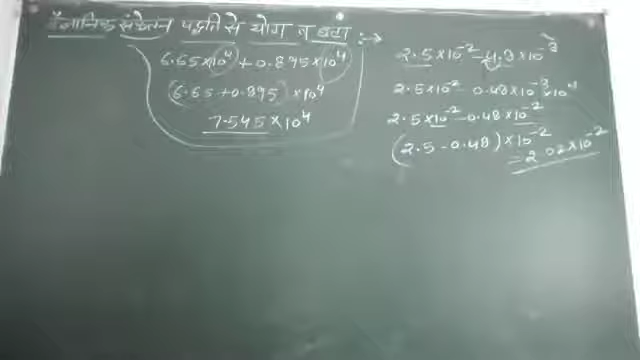 वैज्ञानिक संकेतन पद्धति से योग व घटा :→
6.65×10⁴ + 0.895×10⁴
(6.65+0.895) ×10⁴
7.545×10⁴
2.5×10⁻² - 4.8×10⁻³
2.5×10⁻² - 0.48×10⁻³×10¹
2.5×10⁻² - 0.48×10⁻²
(2.5-0.48)×10⁻²
=2.02×10⁻²